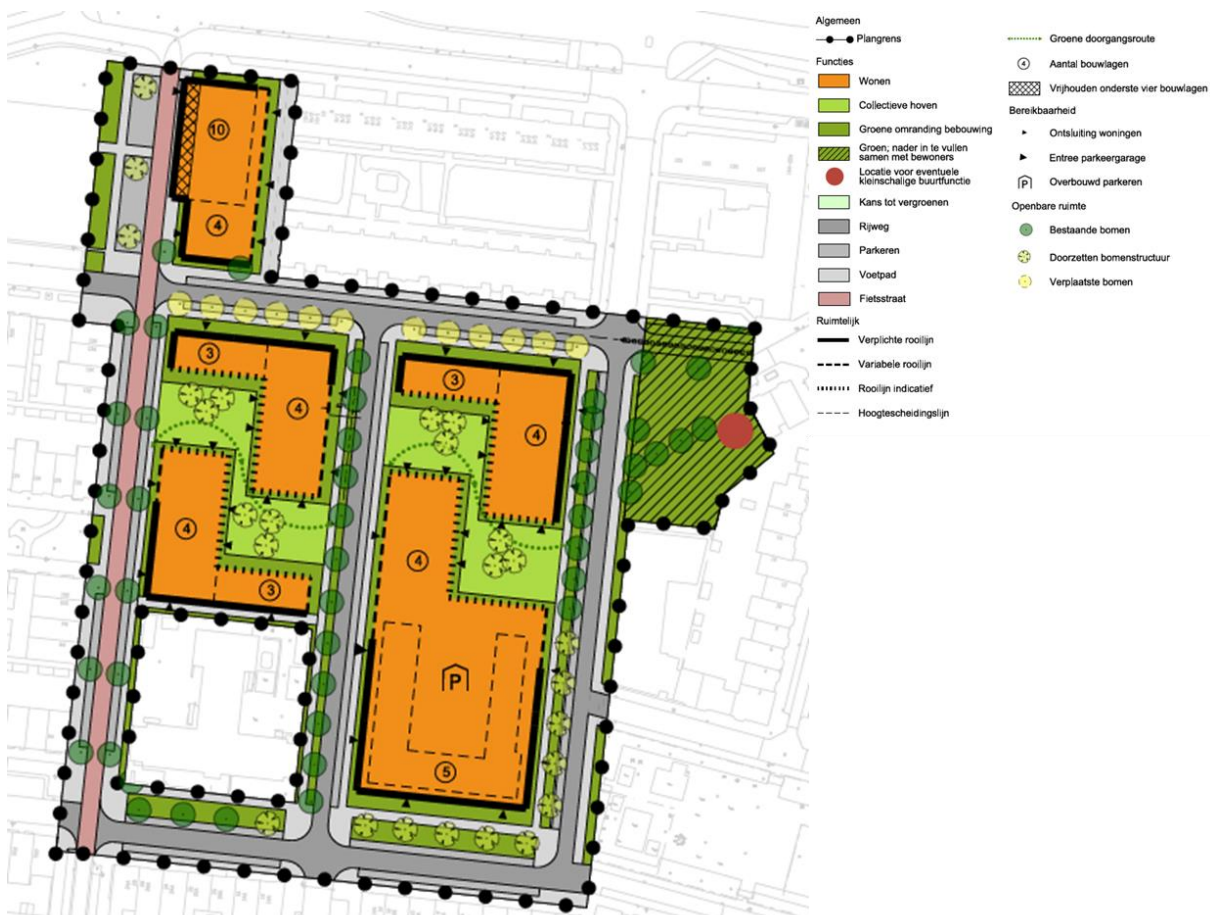 Algemeen
Plangrens
Functies
Wonen
Collectieve hoven
Groene omranding bebouwing
Groen; nader in te vullen
samen met bewoners
Locatie voor eventuele
kleinschalige buurtfunctie
Kans tot vergroenen
Rijweg
Parkeren
Voetpad
Fietsstraat
Ruimtelijk
Verplichte rooilijn
Variabele rooilijn
Rooilijn indicatief
Hoogtescheidingslijn
Groene doorgangsroute
4
Aantal bouwlagen
Vrijhouden onderste vier bouwlagen
Bereikbaarheid
Ontsluiting woningen
Entree parkeergarage
P
Overbouwd parkeren
Openbare ruimte
Bestaande bomen
Doorzetten bomenstructuur
Verplaatste bomen
10
4
3
4
3
4
4
3
4
P
5